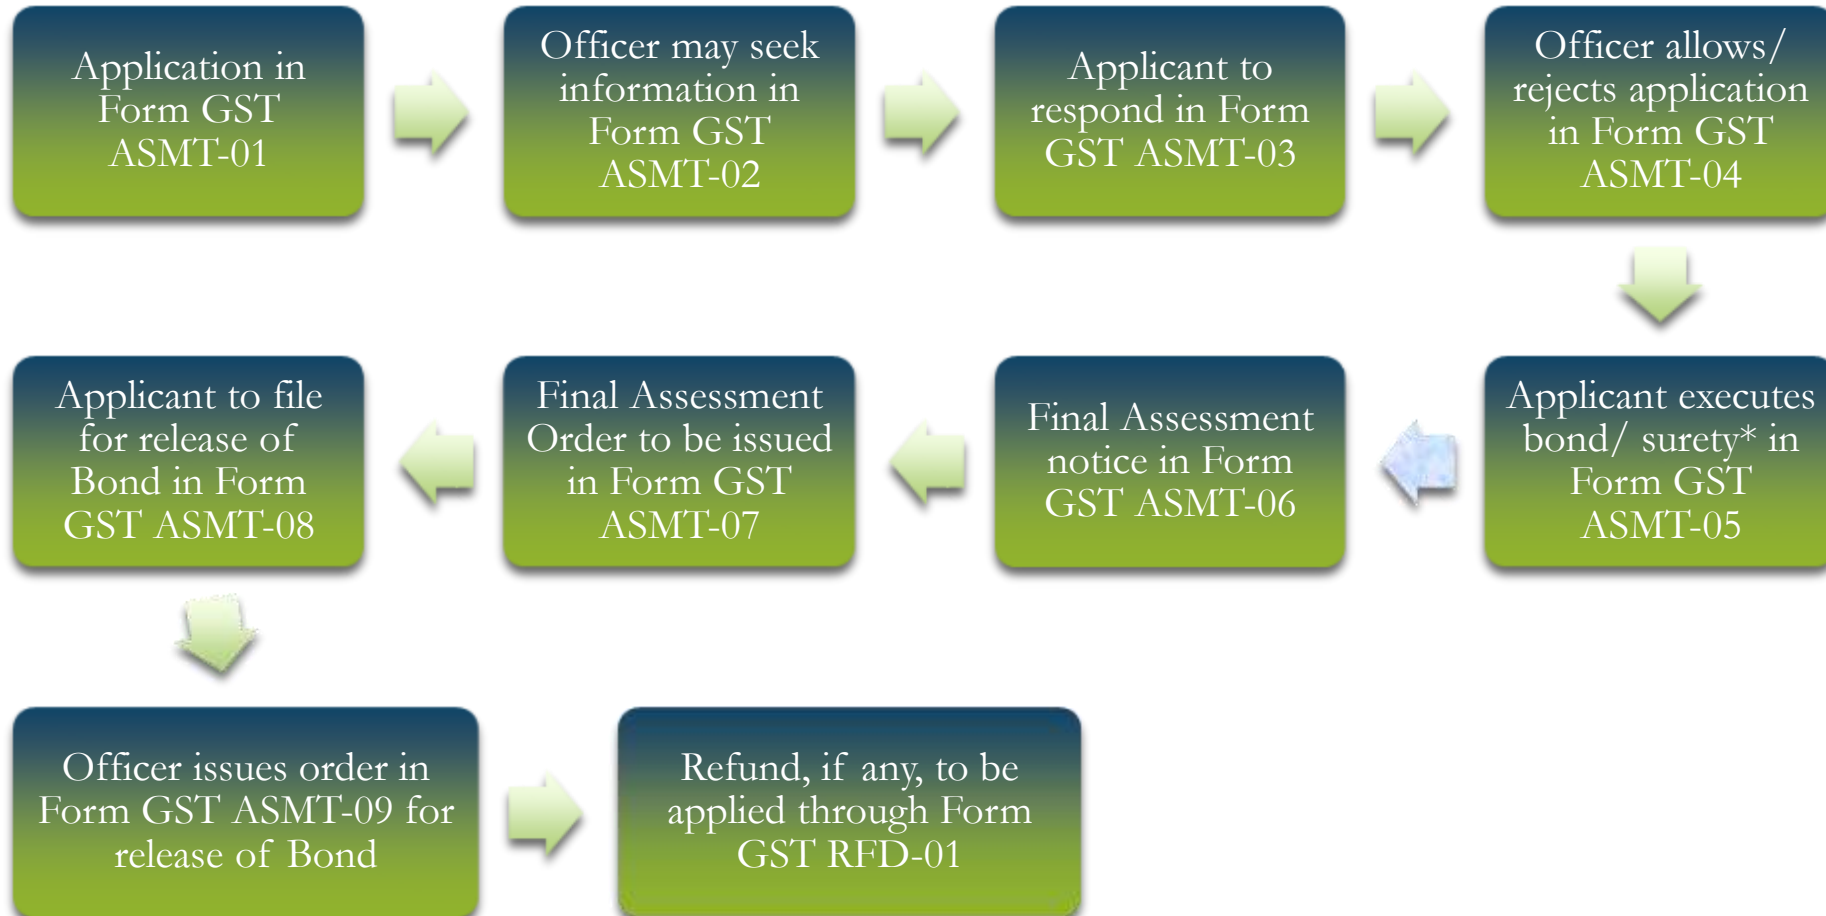 Application in
Form GST
ASMT-01
Officer may seek
information in
Form GST
ASMT-02
Applicant to
respond in Form
GST ASMT-03
Officer allows/
rejects application
in Form GST
ASMT-04
Applicant executes
bond/ surety* in
Form GST
ASMT-05
Final Assessment
notice in Form
GST ASMT-06
Final Assessment
Order to be issued
in Form GST
ASMT-07
Applicant to file
for release of
Bond in Form
GST ASMT-08
Officer issues order in
Form GST ASMT-09 for
release of Bond
Refund, if any, to be
applied through Form
GST RFD-01